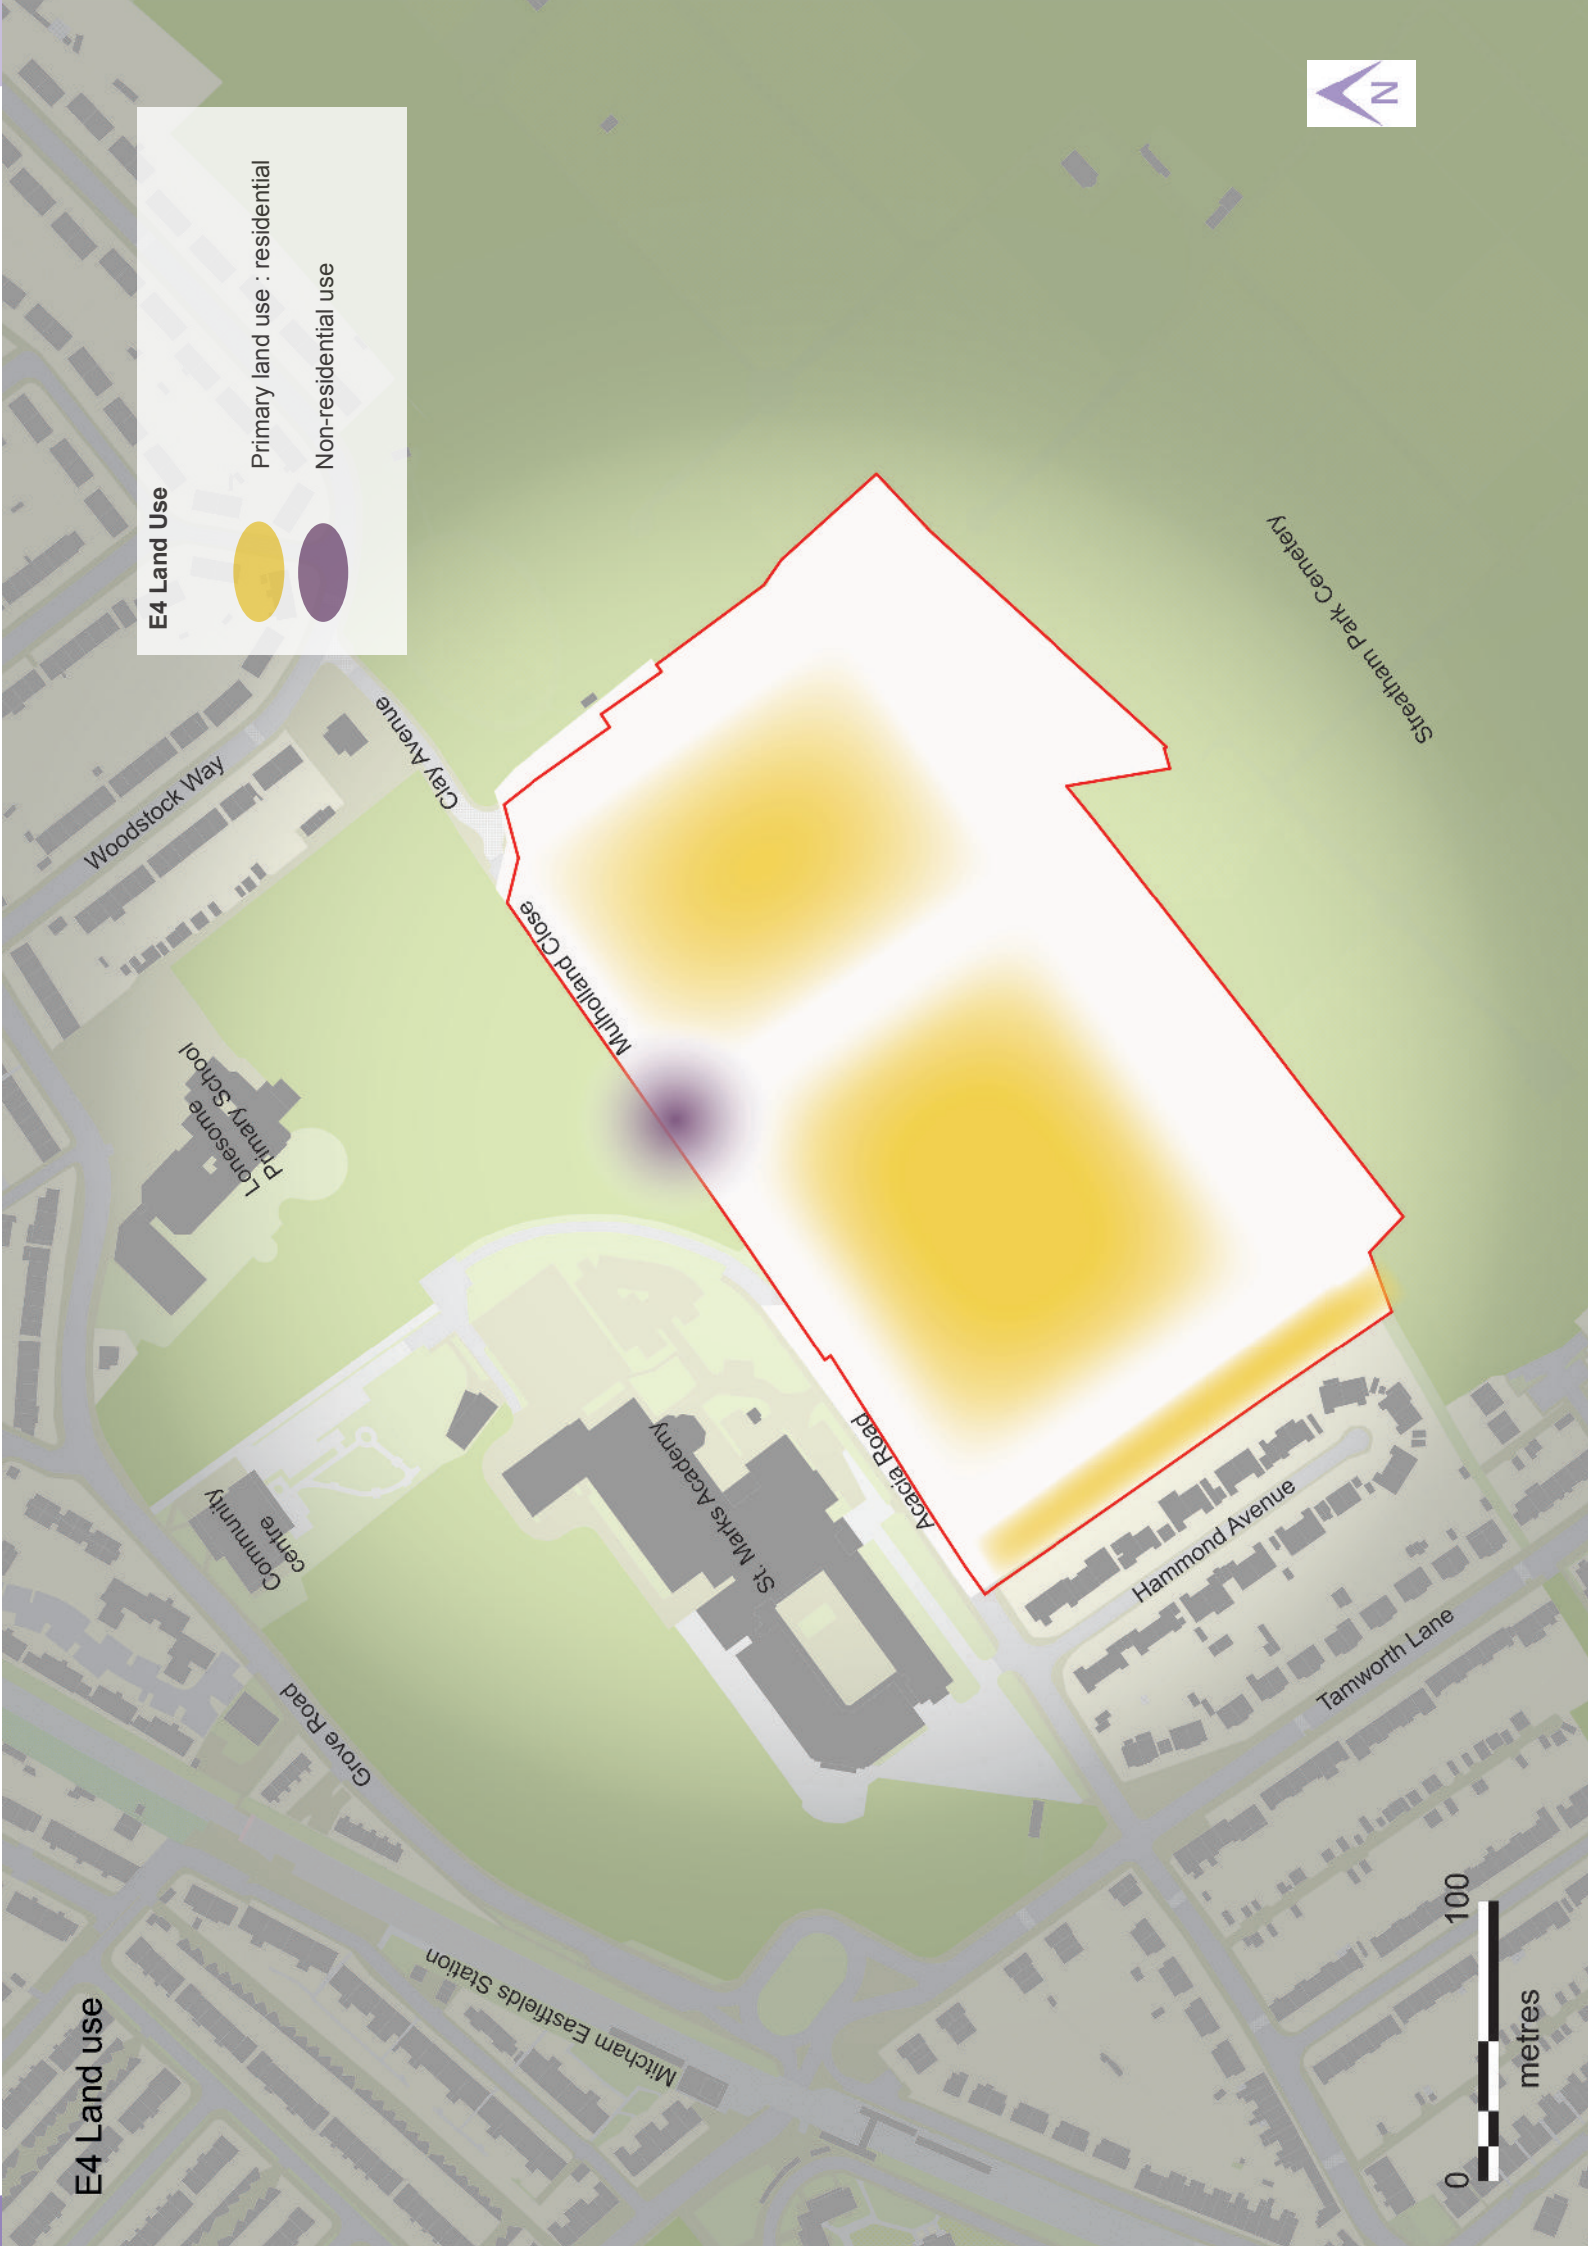 E4 Land use
E4 Land Use
Primary land use : residential
Non-residential use
N
Woodstock Way
Clay Avenue
Lonesome
Primary School
Mulholland Close
Community
centre
St. Marks Academy
Acacia Road
Grove Road
Hammond Avenue
Tamworth Lane
Streatham Park Cemetery
Mitcham Eastfields Station
0
100
metres